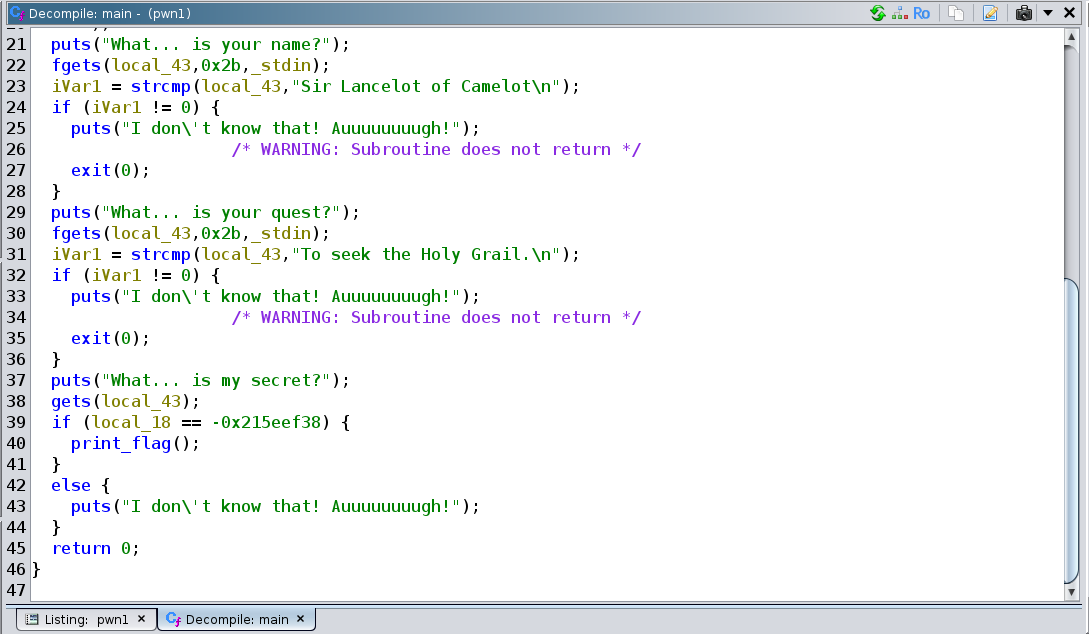 Decompile: main - (pwn1)
Ro
21 puts("What... is your name?");
22 fgets(local_43,0x2b,_stdin);
23 iVar1 = strcmp(local_43,"Sir Lancelot of Camelot\n");
24 if (iVar1 != 0) {
25 puts("I don\'t know that! Auuuuuuuugh!");
26 /* WARNING: Subroutine does not return */
27 exit(0);
28 }
29 puts("What... is your quest?");
30 fgets(local_43,0x2b,_stdin);
31 iVar1 = strcmp(local_43,"To seek the Holy Grail.\n");
32 if (iVar1 != 0) {
33 puts("I don\'t know that! Auuuuuuuugh!");
34 /* WARNING: Subroutine does not return */
35 exit(0);
36 }
37 puts("What... is my secret?");
38 gets(local_43);
39 if (local_18 == -0x215eef38) {
40 print_flag();
41 }
42 else {
43 puts("I don\'t know that! Auuuuuuuugh!");
44 }
45 return 0;
46 }
47
Listing: pwn1
Decompile: main